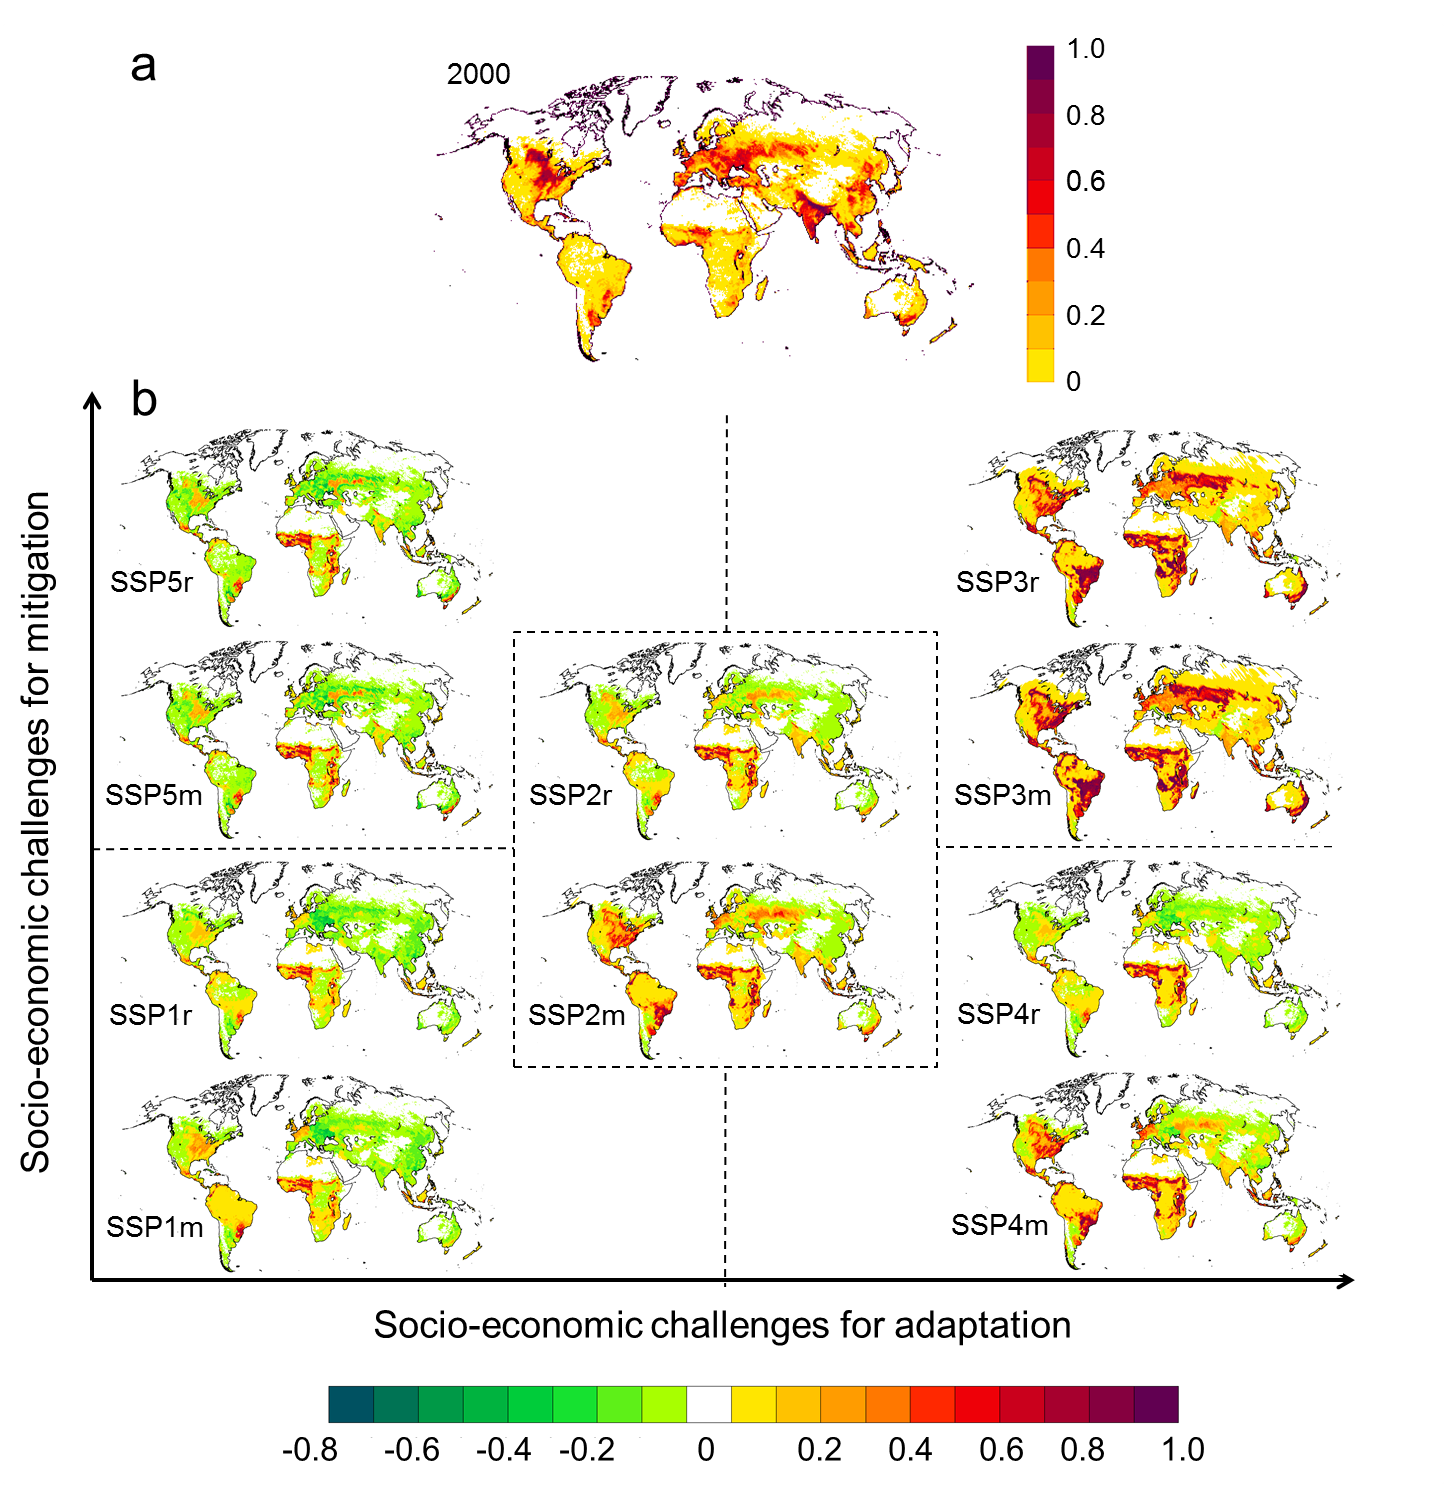 a
2000
1.0
0.8
0.6
0.4
0.2
0
b
Socio-economic challenges for mitigation
SSP5r
SSP3r
SSP5m
SSP2r
SSP3m
SSP1r
SSP2m
SSP4r
SSP1m
SSP4m
Socio-economic challenges for adaptation
-0.8 -0.6 -0.4 -0.2 0 0.2 0.4 0.6 0.8 1.0